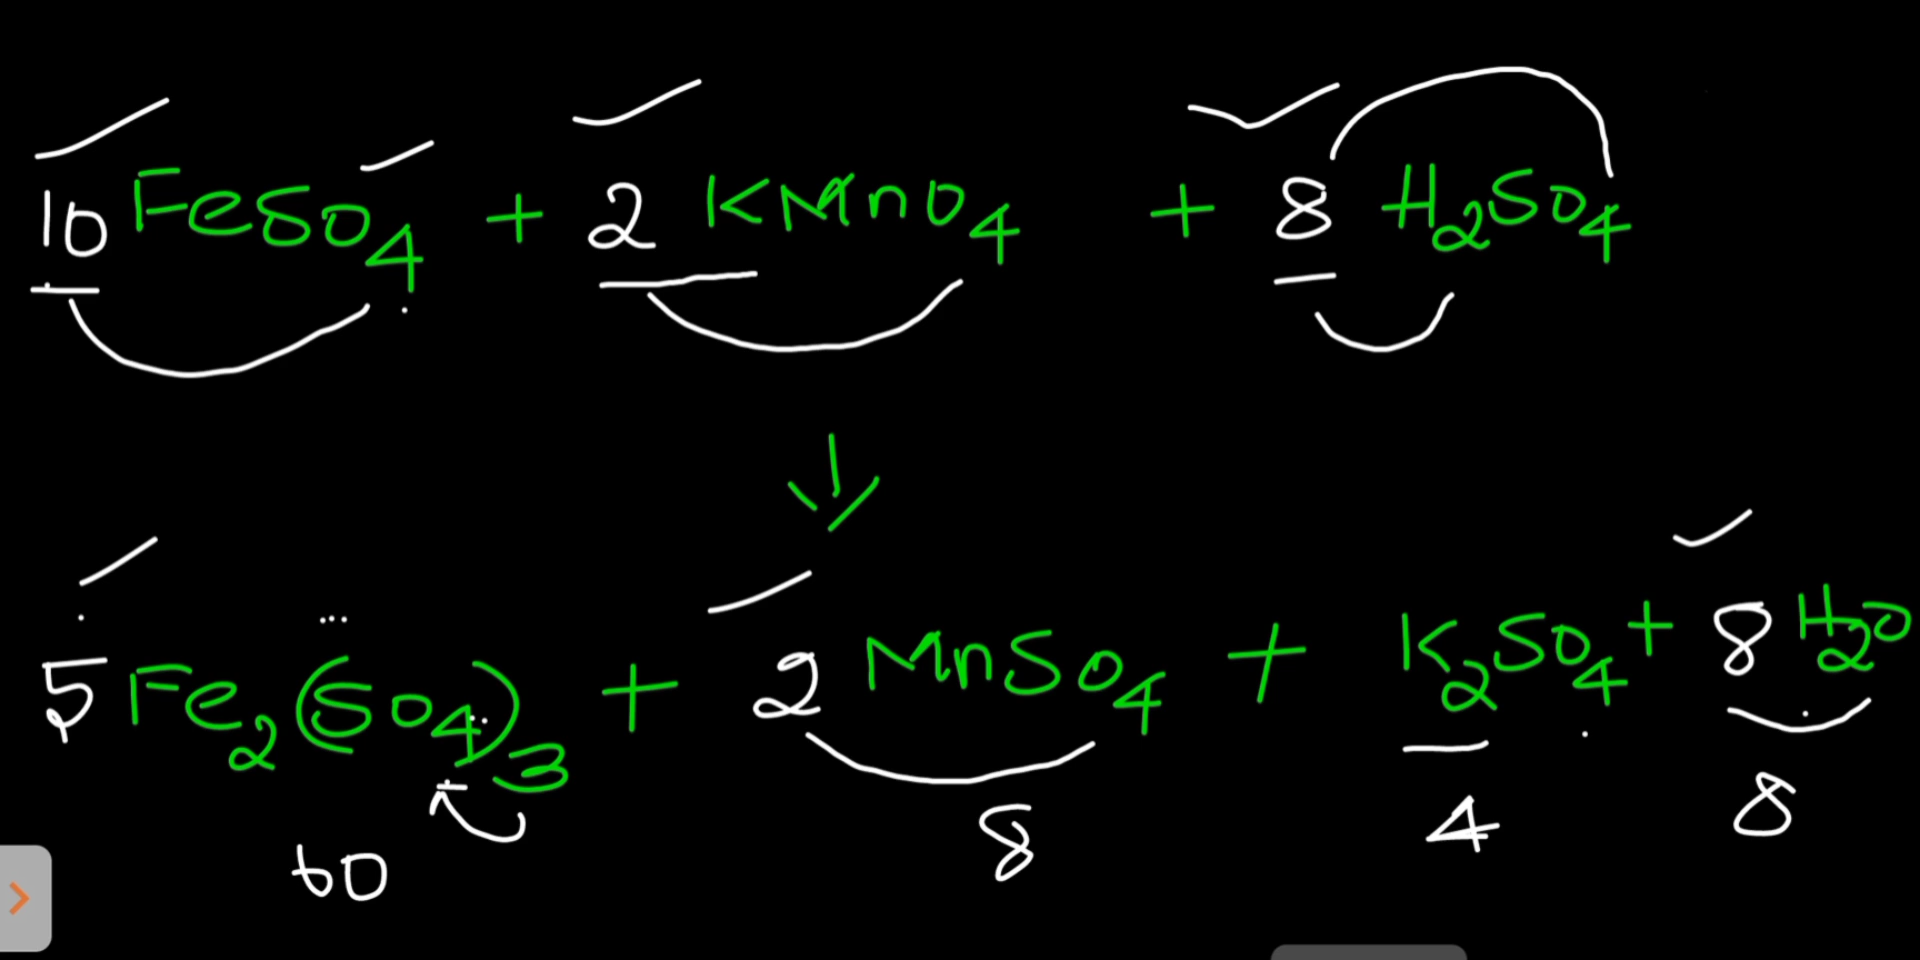 10 FeSO4 + 2 KMnO4 + 8 H2SO4
↓
5 Fe2(SO4)3 + 2 MnSO4 + K2SO4 + 8 H2O
60 8 4 8